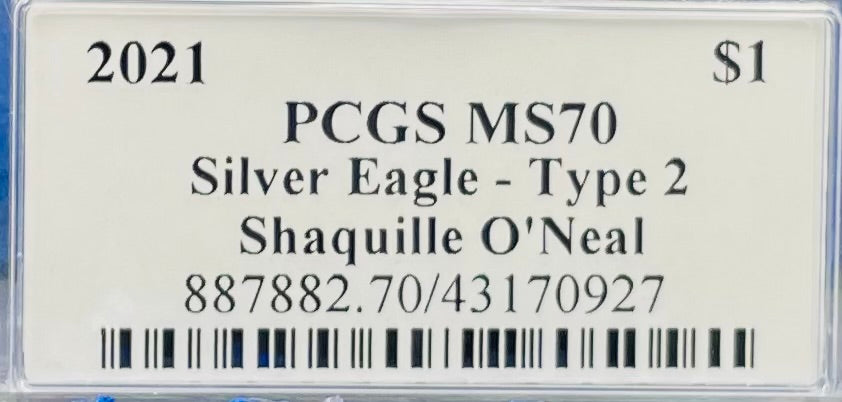 2021 $1
PCGS MS70
Silver Eagle - Type 2
Shaquille O'Neal
887882.70/43170927